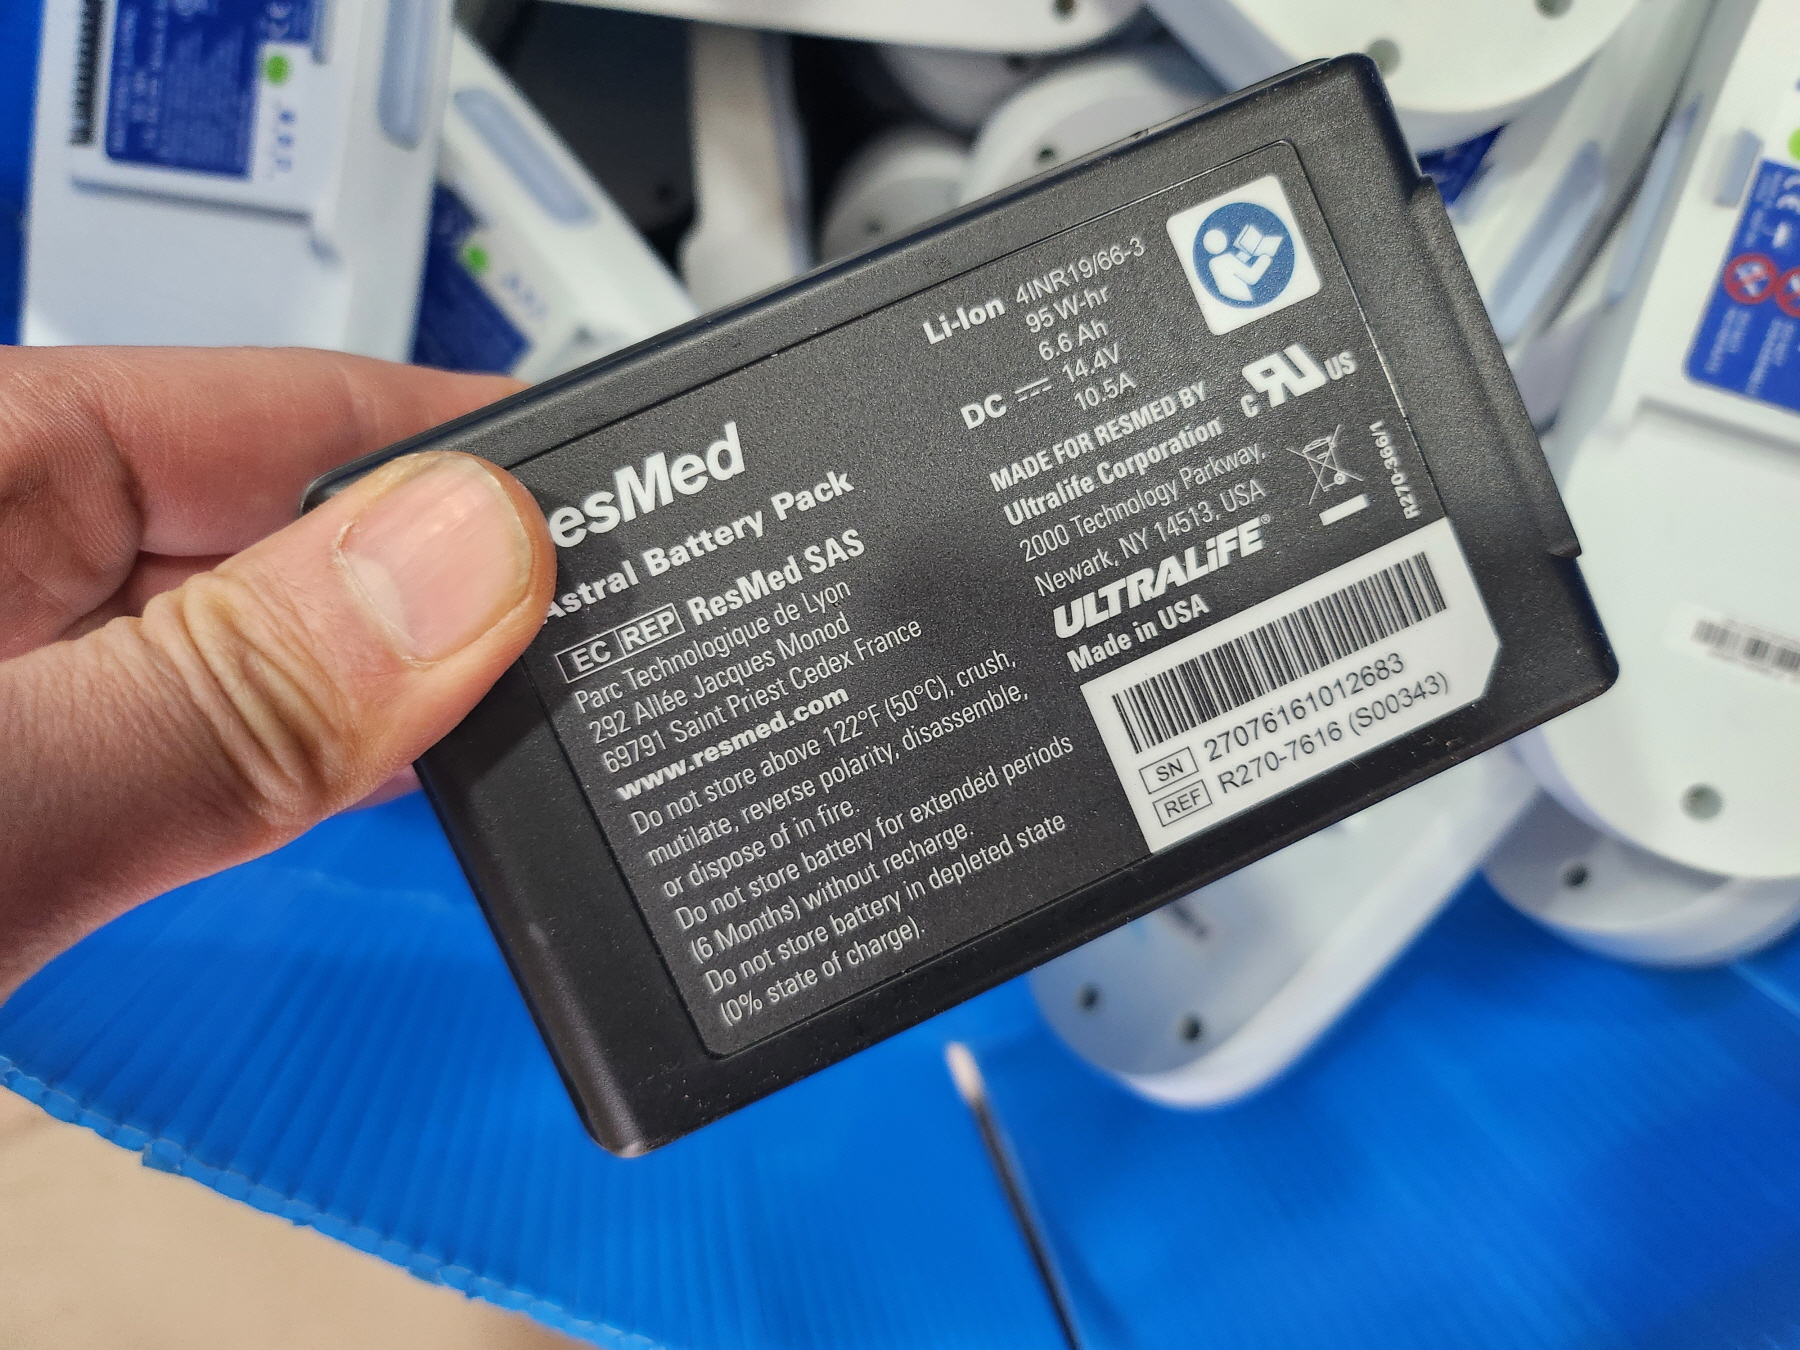 esMed
Astral Battery Pack
EC REP ResMed SAS
Parc Technologique de Lyon
292 Allée Jacques Monod
69791 Saint Priest Cedex France
www.resmed.com
Do not store above 122°F (50°C), crush,
mutilate, reverse polarity, disassemble,
or dispose of in fire.
Do not store battery for extended periods
(6 Months) without recharge.
Do not store battery in depleted state
(0% state of charge).
Li-Ion 4INR19/66-3
95 W-hr
6.6 Ah
DC 14.4V
10.5A
MADE FOR RESMED BY
Ultralife Corporation
2000 Technology Parkway,
Newark, NY 14513, USA
ULTRALiFE®
Made in USA
c RU US
R270-3661/1
SN 27076161012683
REF R270-7616 (S00343)